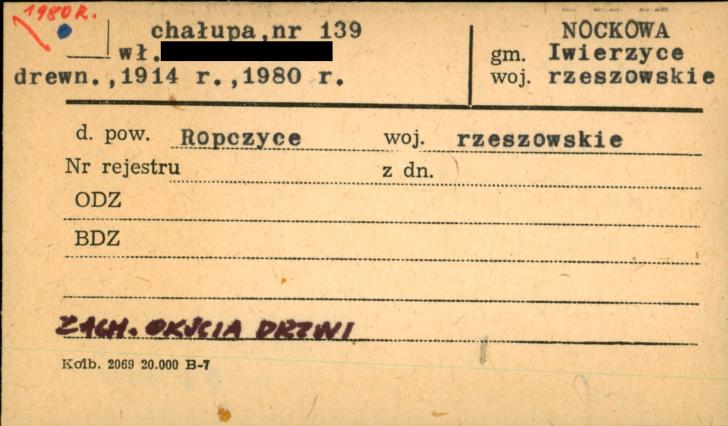 1980 R.
chałupa,nr 139
wł.
drewn.,1914 r.,1980 r.
NOCKOWA
gm. Iwierzyce
woj. rzeszowskie
d. pow. Ropczyce woj. rzeszowskie
Nr rejestru z dn.
ODZ
BDZ
ZACH. OKUCIA DRZWI
Kolb. 2069 20.000 B-7